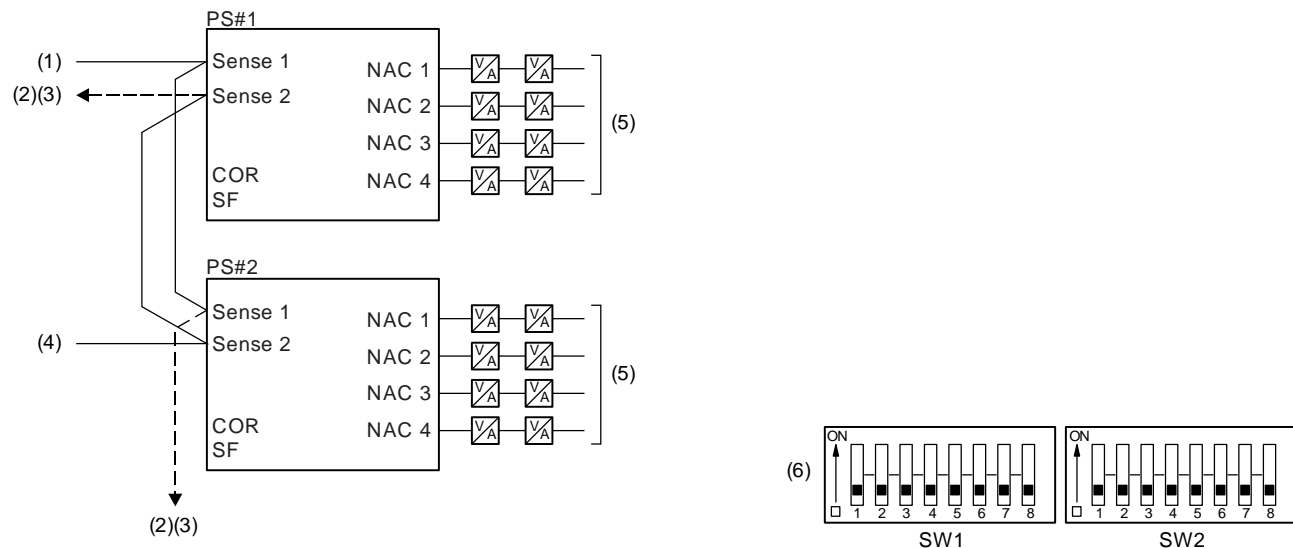 PS#1
(1) Sense 1 NAC 1 V/A V/A
(2)(3) Sense 2 NAC 2 V/A V/A
NAC 3 V/A V/A
(5)
COR NAC 4 V/A V/A
SF
PS#2
Sense 1 NAC 1 V/A V/A
(4) Sense 2 NAC 2 V/A V/A
NAC 3 V/A V/A
(5)
COR NAC 4 V/A V/A
SF
(2)(3)
(6)
ON
1 2 3 4 5 6 7 8
SW1
ON
1 2 3 4 5 6 7 8
SW2